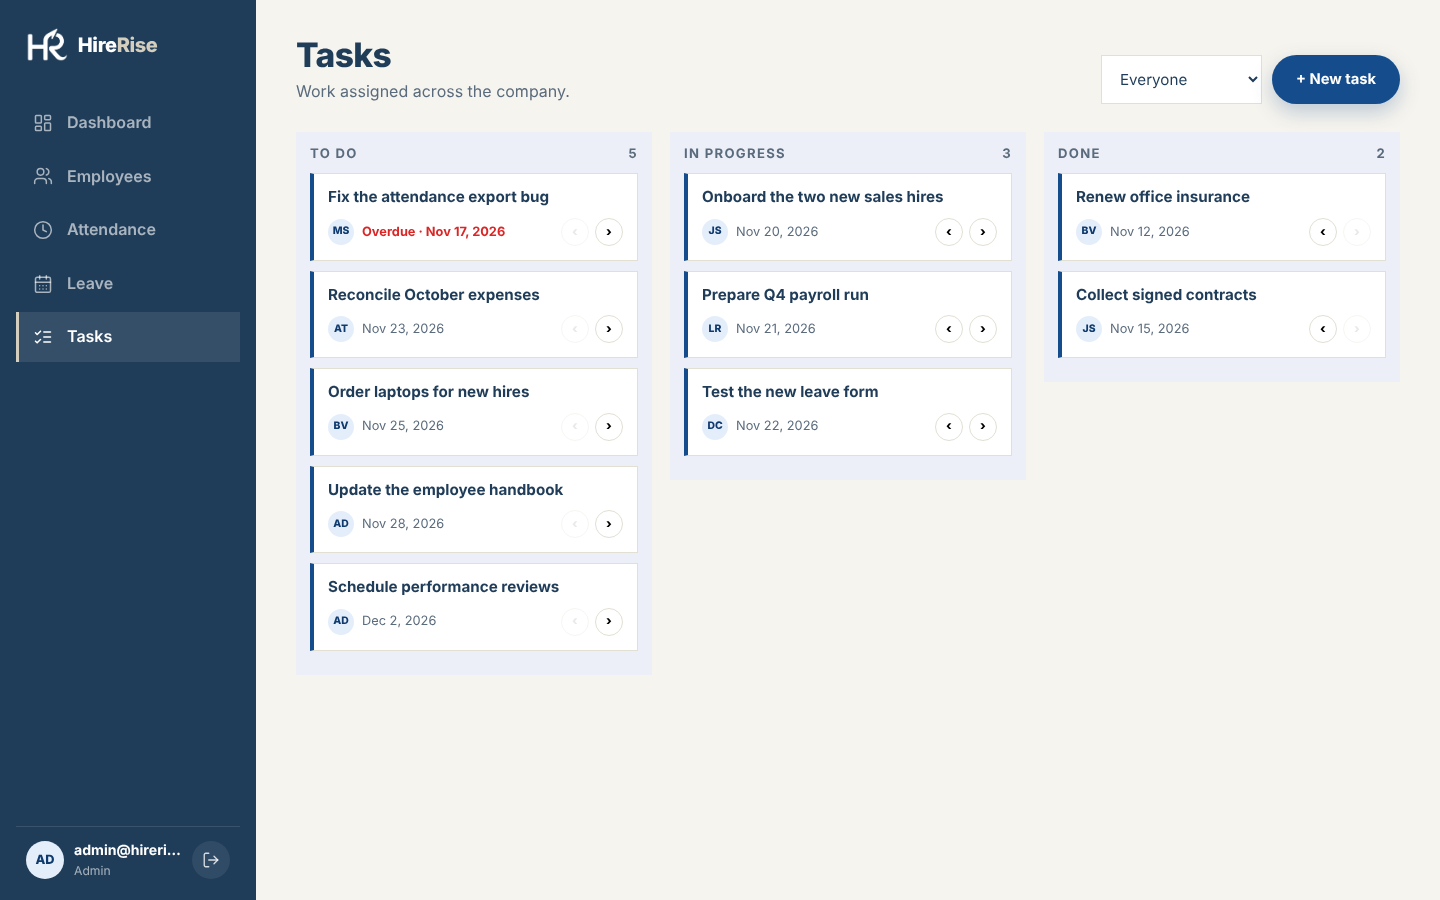 HireRise
Dashboard
Employees
Attendance
Leave
Tasks
AD
admin@hireri...
Admin
Tasks
Work assigned across the company.
Everyone
+ New task
TO DO 5
Fix the attendance export bug
MS Overdue · Nov 17, 2026 ‹ ›
Reconcile October expenses
AT Nov 23, 2026 ‹ ›
Order laptops for new hires
BV Nov 25, 2026 ‹ ›
Update the employee handbook
AD Nov 28, 2026 ‹ ›
Schedule performance reviews
AD Dec 2, 2026 ‹ ›
IN PROGRESS 3
Onboard the two new sales hires
JS Nov 20, 2026 ‹ ›
Prepare Q4 payroll run
LR Nov 21, 2026 ‹ ›
Test the new leave form
DC Nov 22, 2026 ‹ ›
DONE 2
Renew office insurance
BV Nov 12, 2026 ‹ ›
Collect signed contracts
JS Nov 15, 2026 ‹ ›